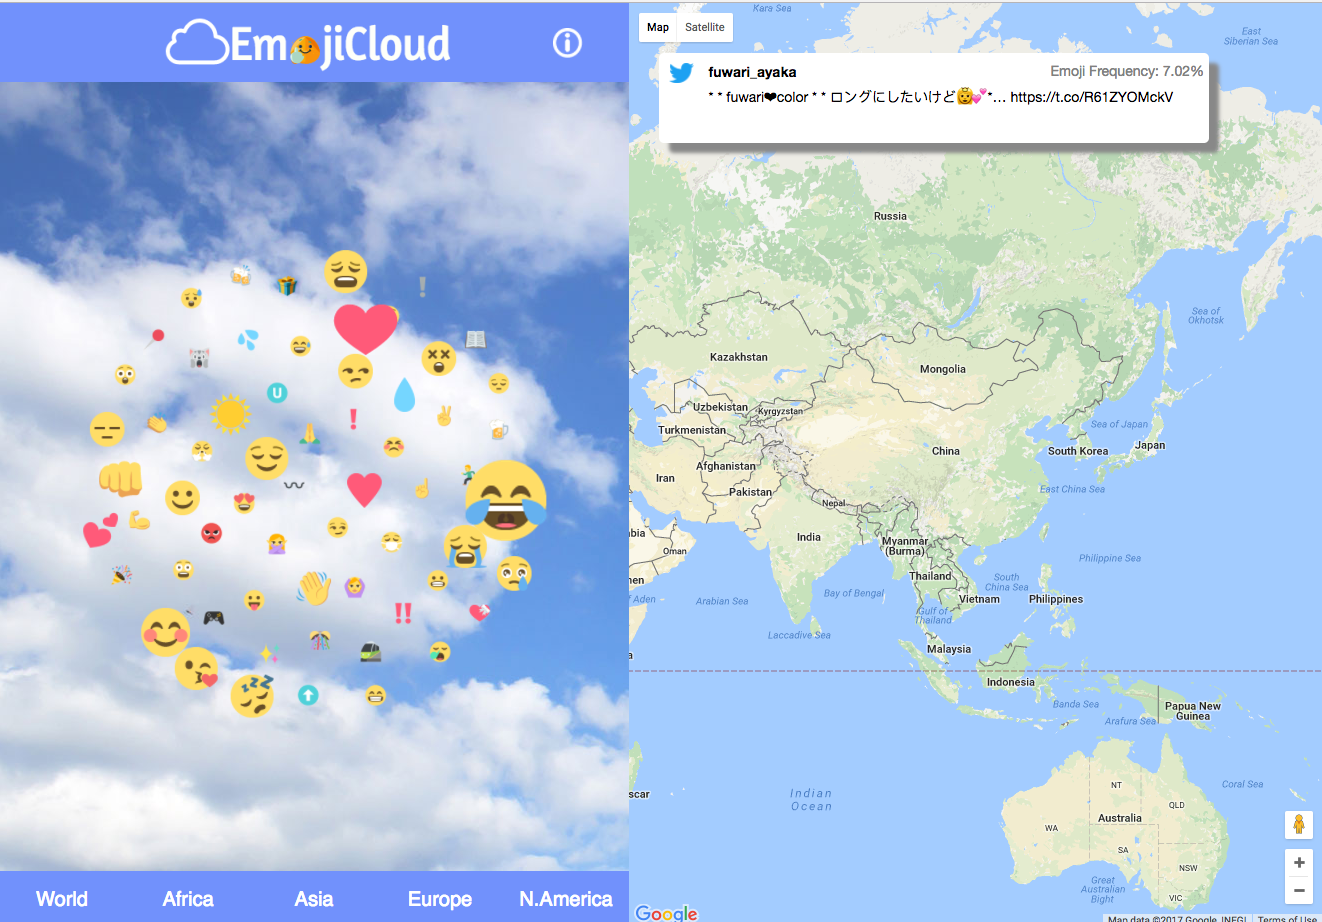 EmojiCloud
World Africa Asia Europe N.America
Map Satellite
fuwari_ayaka Emoji Frequency: 7.02%
* * fuwari❤color * * ロングにしたいけど👸💕*… https://t.co/R61ZYOMckV
Kara Sea
East
Siberian Sea
Russia
Sea of
Okhotsk
Kazakhstan
Mongolia
Uzbekistan
Kyrgyzstan
Turkmenistan
Sea of Japan
Japan
South Korea
China
Afghanistan
Iran
Pakistan
East China Sea
Nepal
bia
India
Myanmar
(Burma)
Oman
Philippine Sea
Thailand
men
South
China Sea
Bay of Bengal
f Aden
Arabian Sea
Vietnam
Philippines
Gulf of
Thailand
Laccadive Sea
Malaysia
a
Indonesia
Banda Sea
Papua New
Guinea
Arafura Sea
Coral Sea
scar
Indian
Ocean
NT
QLD
Australia
WA
SA
NSW
Great
Australian
Bight
VIC
Google
Map data ©2017 Google, INEGI Terms of Use